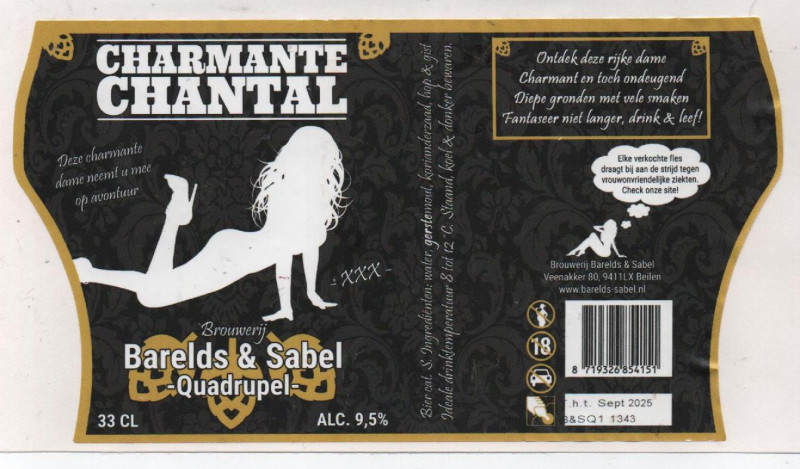 CHARMANTE
CHANTAL
Deze charmante
dame neemt u mee
op avontuur
- XXX -
Brouwerij
Barelds & Sabel
-Quadrupel-
33 CL
ALC. 9,5%
Bier cat. S. Ingrediënten: water, gerstemout, korianderzaad, hop & gist
Ideale drinktemperatuur 8 tot 12 °C. Staand, koel & donker bewaren.
Ontdek deze rijke dame
Charmant en toch ondeugend
Diepe gronden met vele smaken
Fantaseer niet langer, drink & leef!
Elke verkochte fles
draagt bij aan de strijd tegen
vrouwonvriendelijke ziekten.
Check onze site!
Brouwerij Barelds & Sabel
Veenakker 80, 9411LX Beilen
www.barelds-sabel.nl
18
8 719326 854151
T.h.t. Sept 2025
B&SQ1 1343